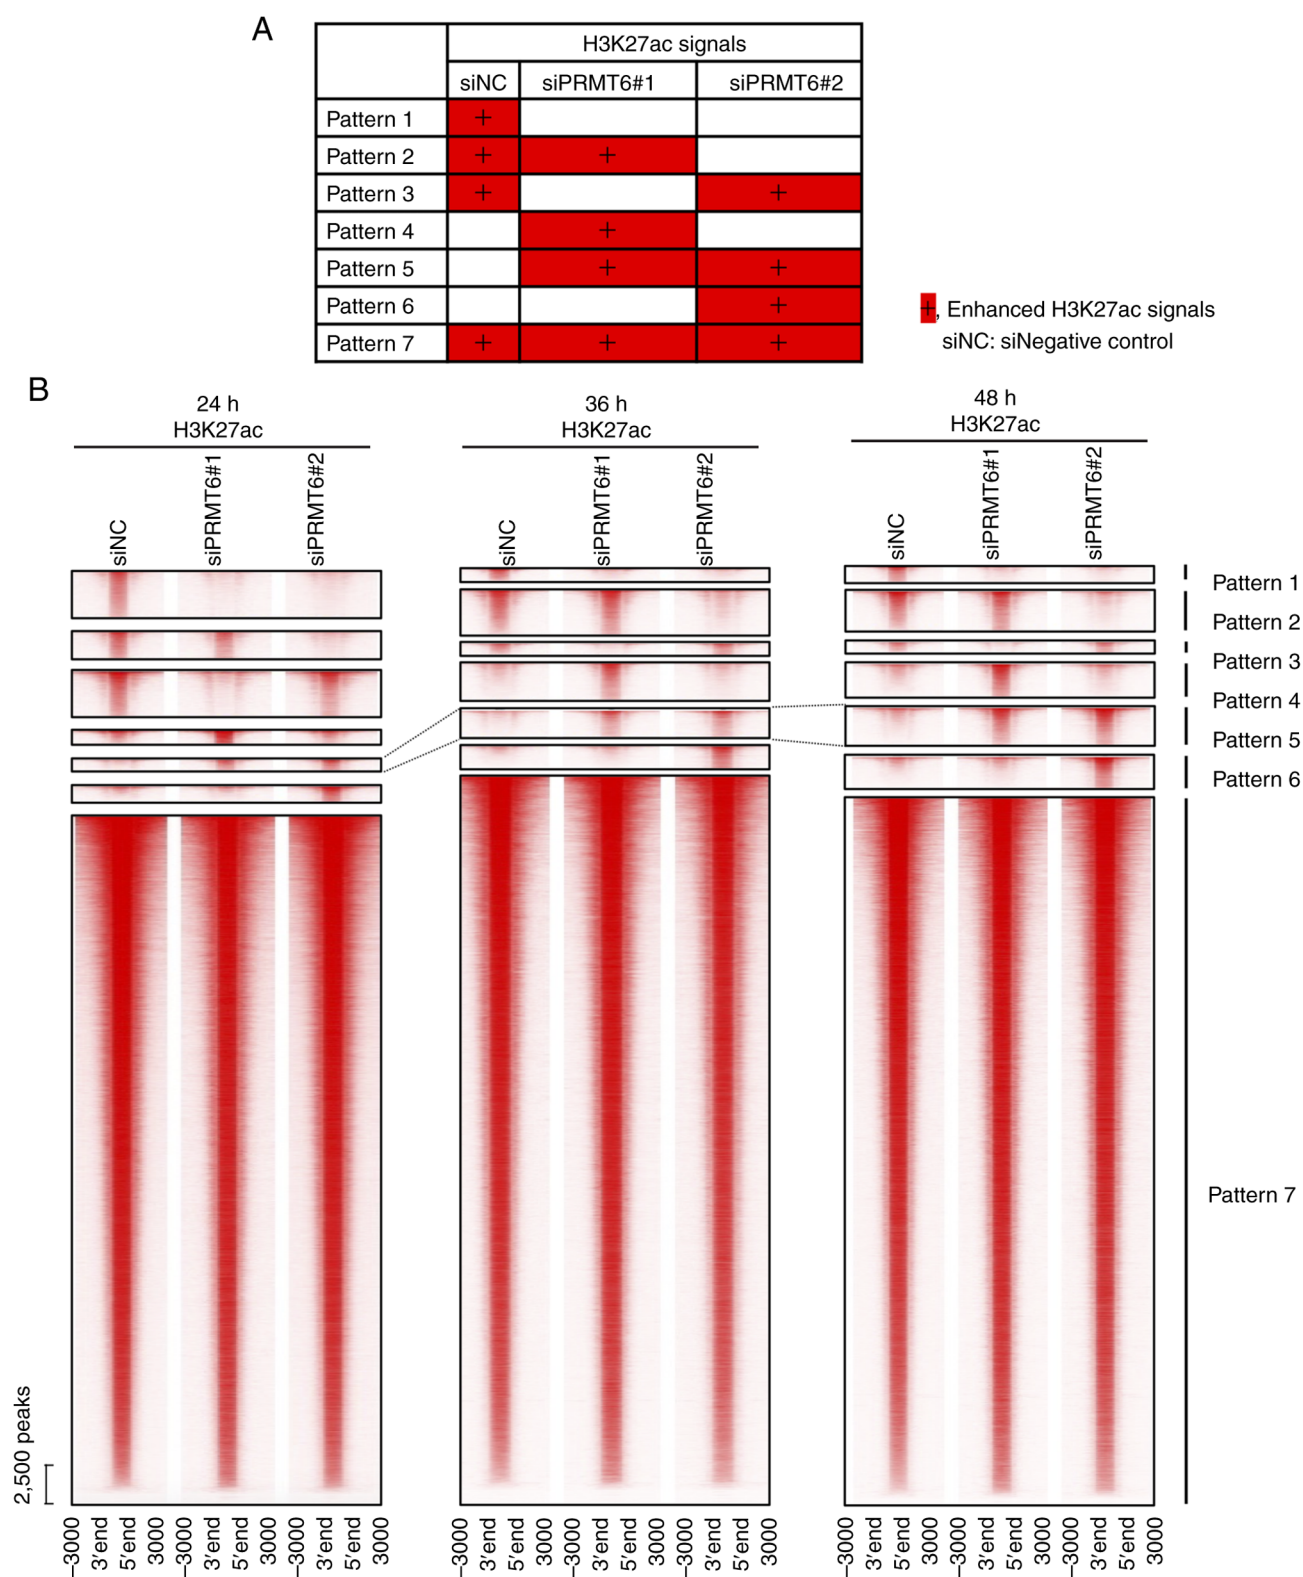 A
H3K27ac signals
siNC siPRMT6#1 siPRMT6#2
Pattern 1 +
Pattern 2 + +
Pattern 3 + +
Pattern 4 +
Pattern 5 + +
Pattern 6 +
Pattern 7 + + +
+, Enhanced H3K27ac signals
siNC: siNegative control
B
24 h
H3K27ac
siNC
siPRMT6#1
siPRMT6#2
36 h
H3K27ac
siNC
siPRMT6#1
siPRMT6#2
48 h
H3K27ac
siNC
siPRMT6#1
siPRMT6#2
Pattern 1
Pattern 2
Pattern 3
Pattern 4
Pattern 5
Pattern 6
Pattern 7
2,500 peaks
–3000 3′end 5′end 3000 –3000 3′end 5′end 3000 –3000 3′end 5′end 3000
–3000 3′end 5′end 3000 –3000 3′end 5′end 3000 –3000 3′end 5′end 3000
–3000 3′end 5′end 3000 –3000 3′end 5′end 3000 –3000 3′end 5′end 3000